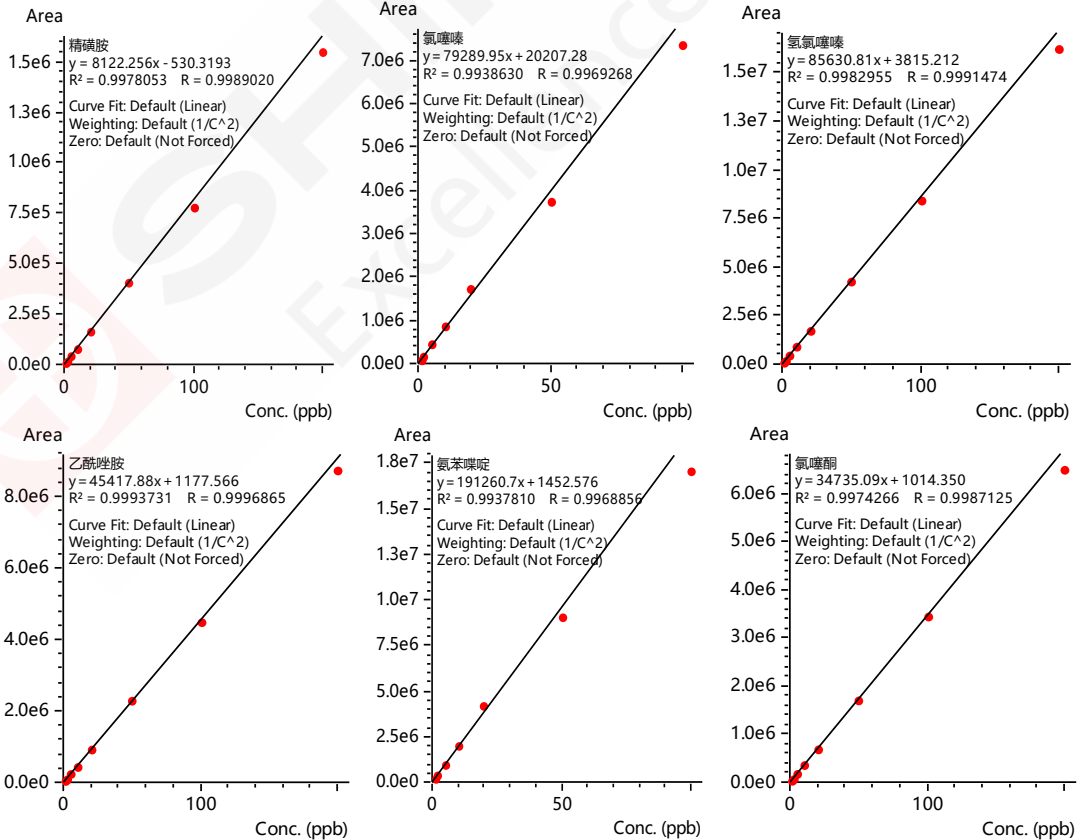 Area
精磺胺
y = 8122.256x - 530.3193
R² = 0.9978053 R = 0.9989020
Curve Fit: Default (Linear)
Weighting: Default (1/C^2)
Zero: Default (Not Forced)
1.5e6
1.3e6
1.0e6
7.5e5
5.0e5
2.5e5
0.0e0
0 100
Conc. (ppb)
Area
氯噻嗪
y = 79289.95x + 20207.28
R² = 0.9938630 R = 0.9969268
Curve Fit: Default (Linear)
Weighting: Default (1/C^2)
Zero: Default (Not Forced)
7.0e6
6.0e6
5.0e6
4.0e6
3.0e6
2.0e6
1.0e6
0.0e6
0 50
Conc. (ppb)
Area
氢氯噻嗪
y = 85630.81x + 3815.212
R² = 0.9982955 R = 0.9991474
Curve Fit: Default (Linear)
Weighting: Default (1/C^2)
Zero: Default (Not Forced)
1.5e7
1.3e7
1.0e7
7.5e6
5.0e6
2.5e6
0.0e0
0 100
Conc. (ppb)
Area
乙酰唑胺
y = 45417.88x + 1177.566
R² = 0.9993731 R = 0.9996865
Curve Fit: Default (Linear)
Weighting: Default (1/C^2)
Zero: Default (Not Forced)
8.0e6
6.0e6
4.0e6
2.0e6
0.0e0
0 100
Conc. (ppb)
Area
氨苯喋啶
y = 191260.7x + 1452.576
R² = 0.9937810 R = 0.9968856
Curve Fit: Default (Linear)
Weighting: Default (1/C^2)
Zero: Default (Not Forced)
1.8e7
1.5e7
1.3e7
1.0e7
7.5e6
5.0e6
2.5e6
0.0e0
0 50
Conc. (ppb)
Area
氯噻酮
y = 34735.09x + 1014.350
R² = 0.9974266 R = 0.9987125
Curve Fit: Default (Linear)
Weighting: Default (1/C^2)
Zero: Default (Not Forced)
6.0e6
5.0e6
4.0e6
3.0e6
2.0e6
1.0e6
0.0e0
0 100
Conc. (ppb)